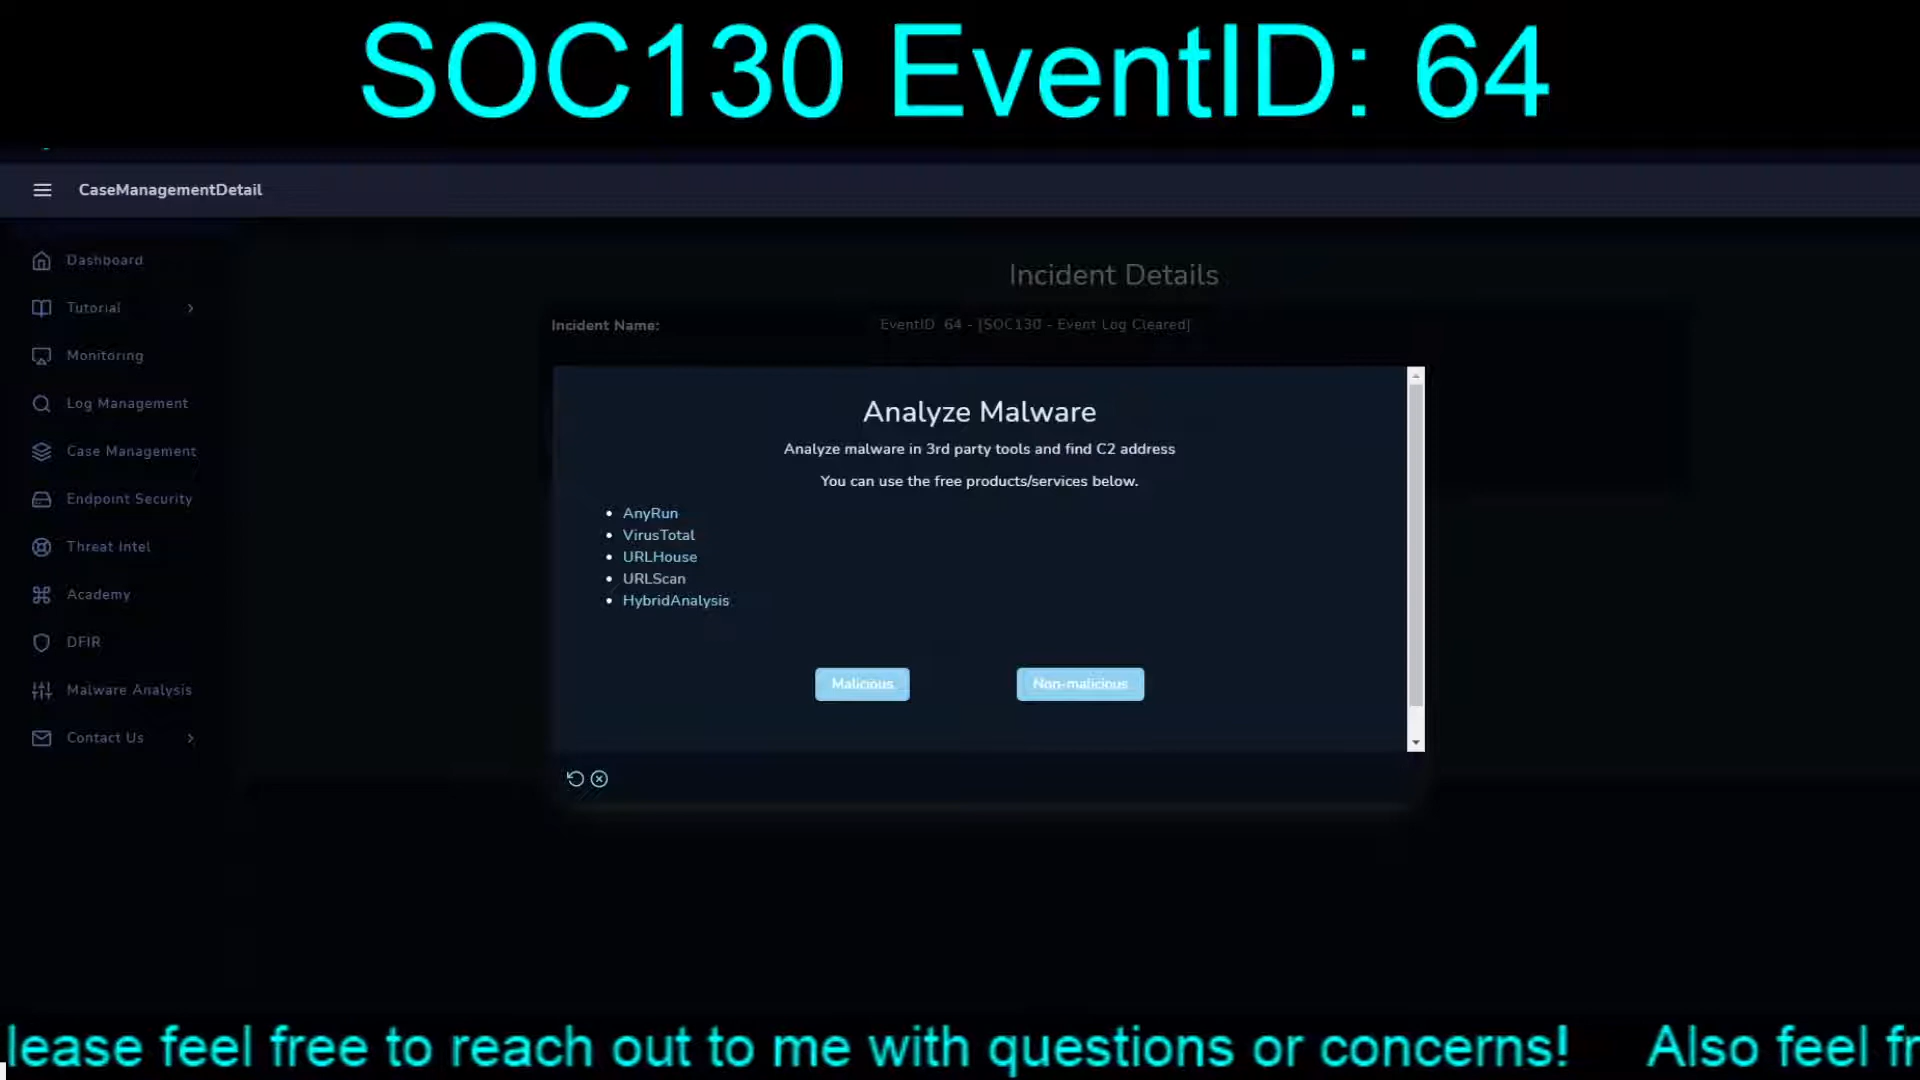 SOC130 EventID: 64
CaseManagementDetail
Dashboard
Tutorial
Monitoring
Log Management
Case Management
Endpoint Security
Threat Intel
Academy
DFIR
Malware Analysis
Contact Us
Incident Details
Incident Name:
EventID 64 - [SOC130 - Event Log Cleared]
Analyze Malware
Analyze malware in 3rd party tools and find C2 address
You can use the free products/services below.
AnyRun
VirusTotal
URLHouse
URLScan
HybridAnalysis
Malicious
Non-malicious
lease feel free to reach out to me with questions or concerns! Also feel fr